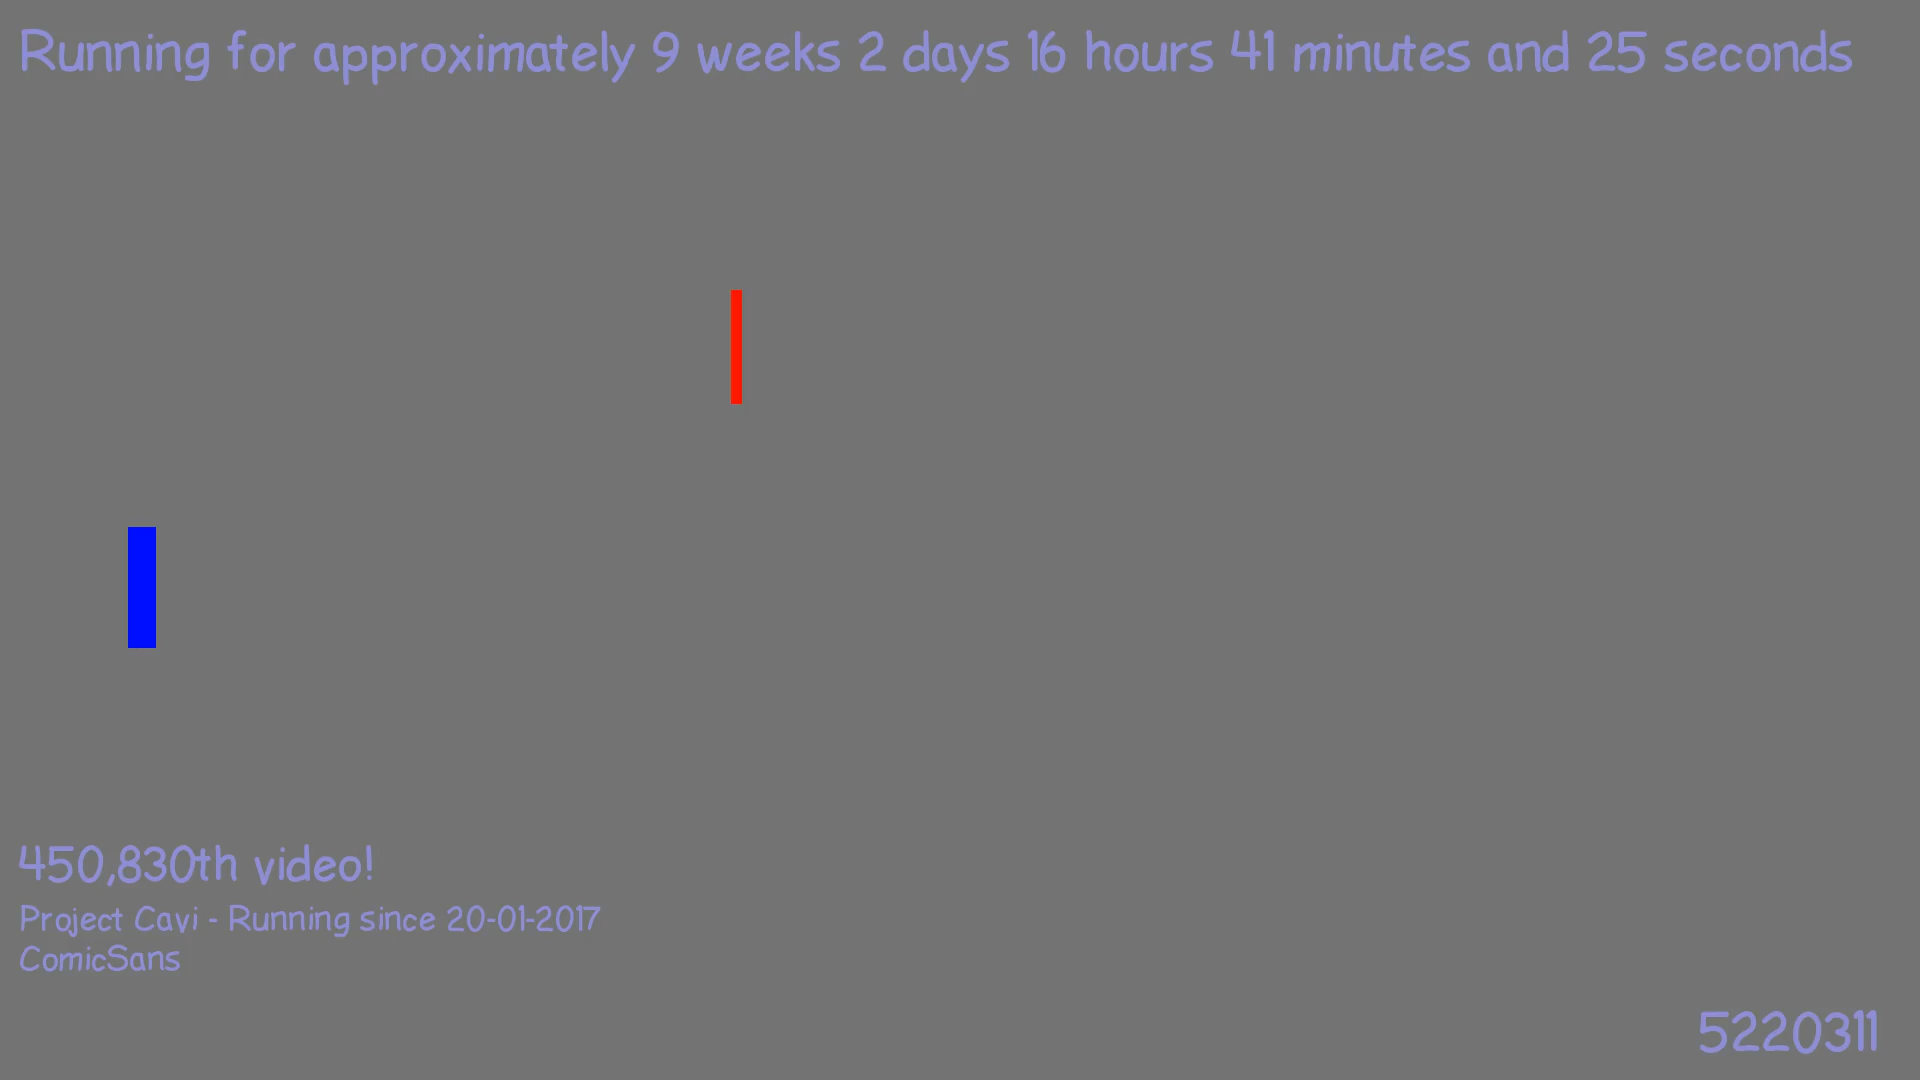 Running for approximately 9 weeks 2 days 16 hours 41 minutes and 25 seconds
450,830th video!
Project Cavi - Running since 20-01-2017
ComicSans
5220311